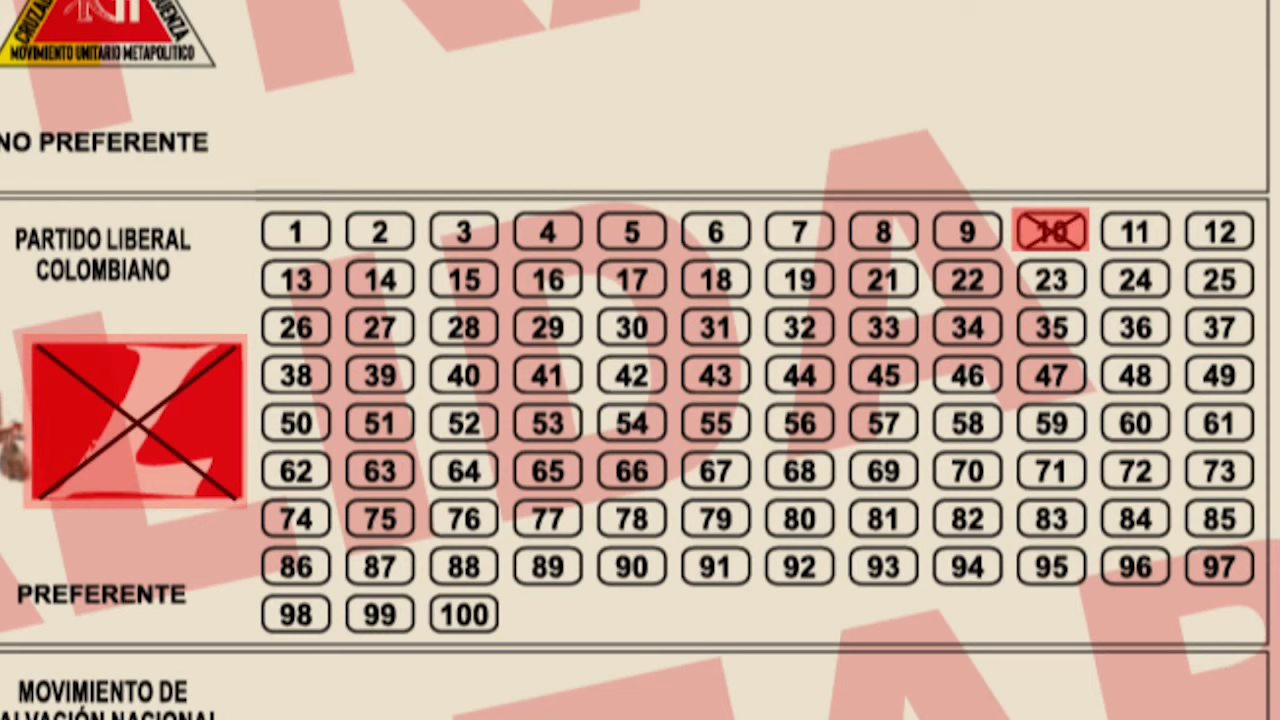 MOVIMIENTO UNITARIO METAPOLITICO
NO PREFERENTE
PARTIDO LIBERAL
COLOMBIANO
PREFERENTE
1 2 3 4 5 6 7 8 9 10 11 12
13 14 15 16 17 18 19 21 22 23 24 25
26 27 28 29 30 31 32 33 34 35 36 37
38 39 40 41 42 43 44 45 46 47 48 49
50 51 52 53 54 55 56 57 58 59 60 61
62 63 64 65 66 67 68 69 70 71 72 73
74 75 76 77 78 79 80 81 82 83 84 85
86 87 88 89 90 91 92 93 94 95 96 97
98 99 100
MOVIMIENTO DE